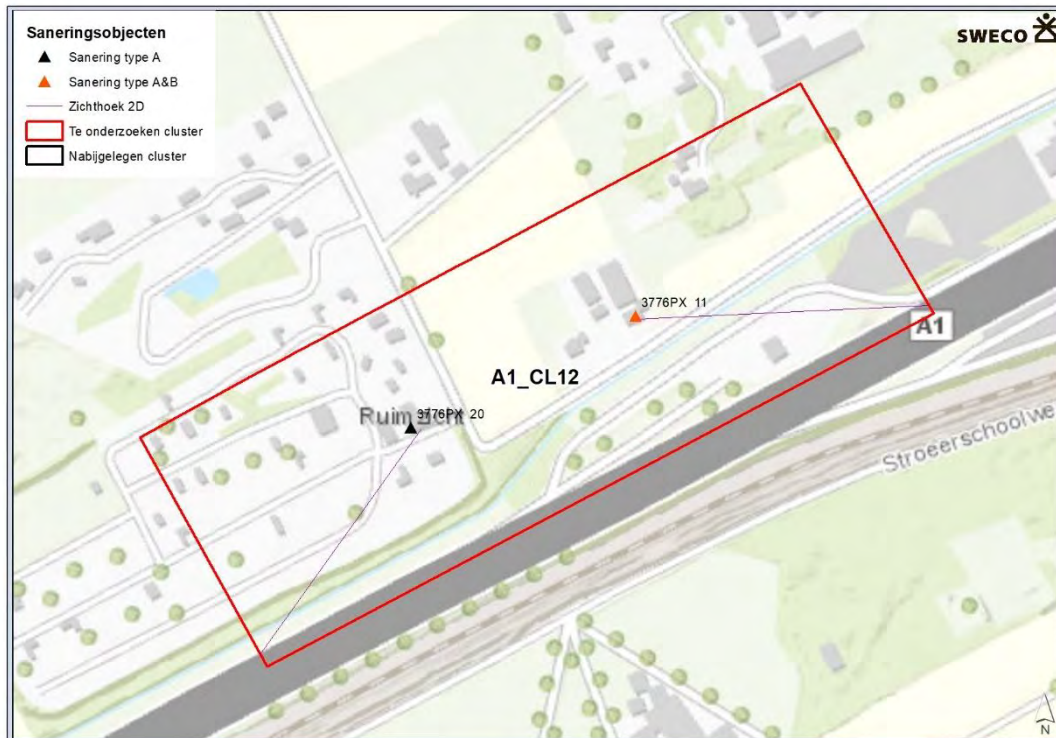 Saneringsobjecten
Sanering type A
Sanering type A&B
Zichthoek 2D
Te onderzoeken cluster
Nabijgelegen cluster
SWECO
3776PX 11
A1
A1_CL12
Ruimzicht
3776PX 20
Stroeerschoolwe
N